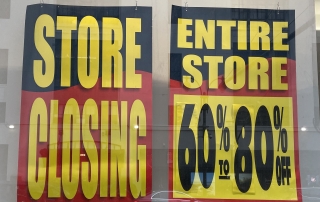 STORE
CLOSING
ENTIRE
STORE
60% TO 80% OFF